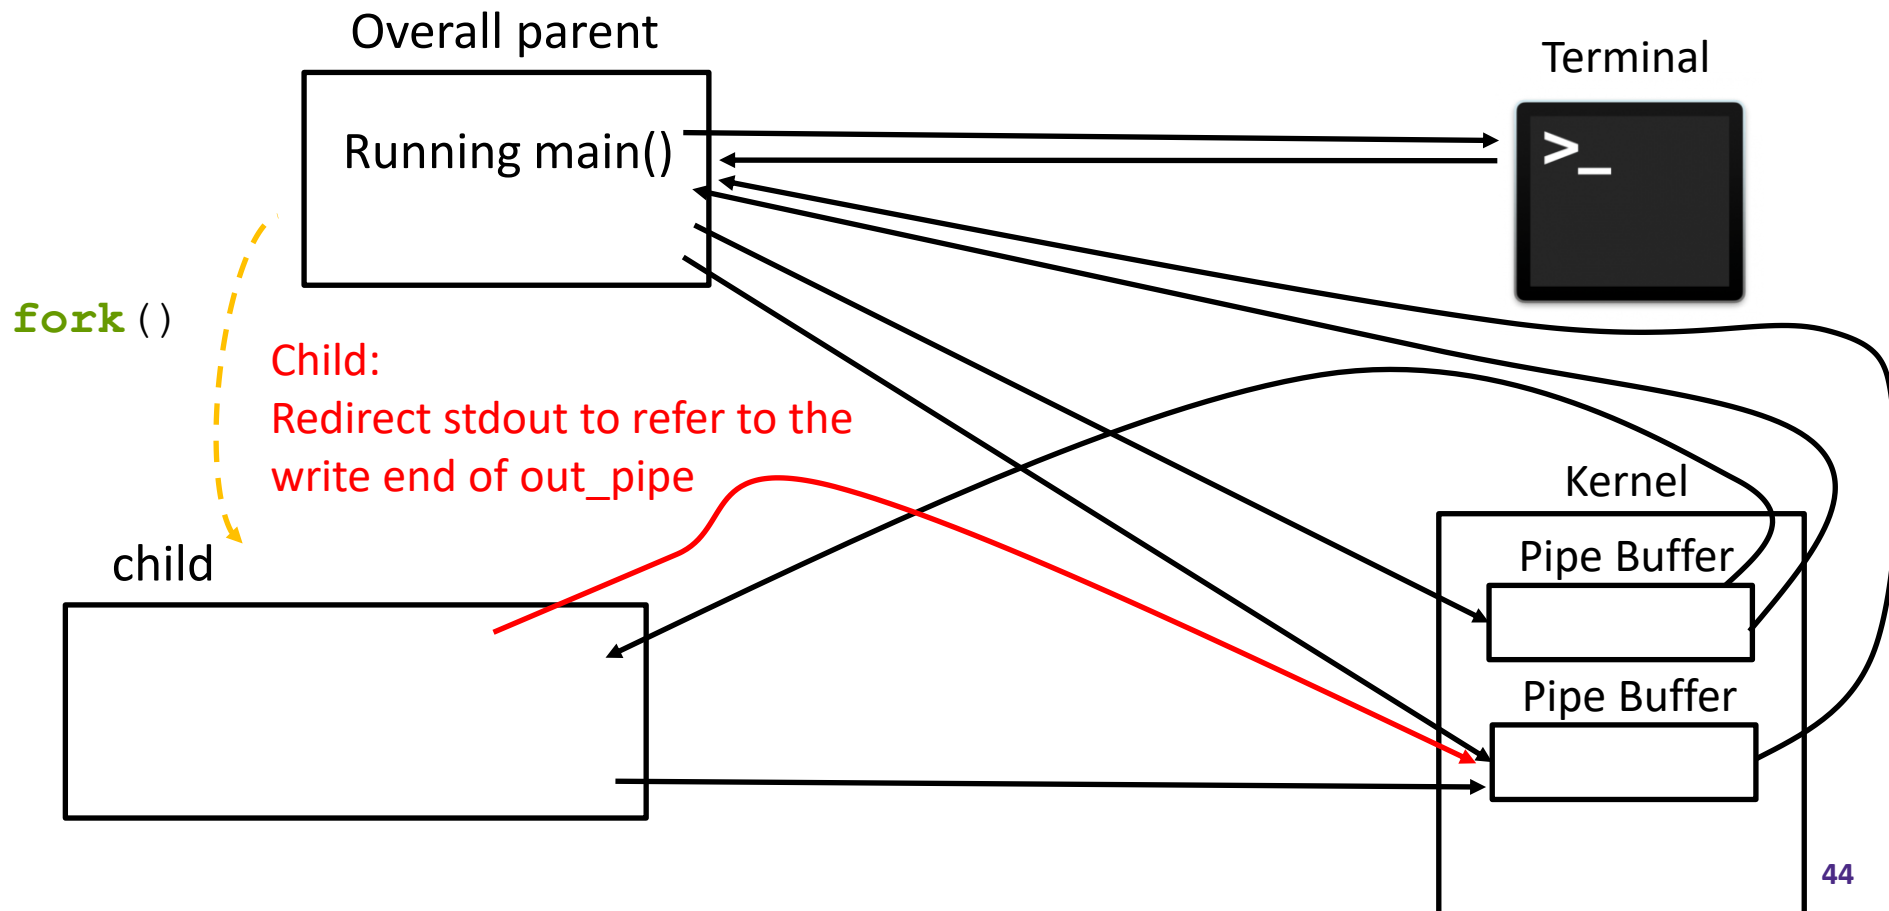 Overall parent
Terminal
Running main()
>_
fork()
Child:
Redirect stdout to refer to the
write end of out_pipe
Kernel
Pipe Buffer
child
Pipe Buffer
44